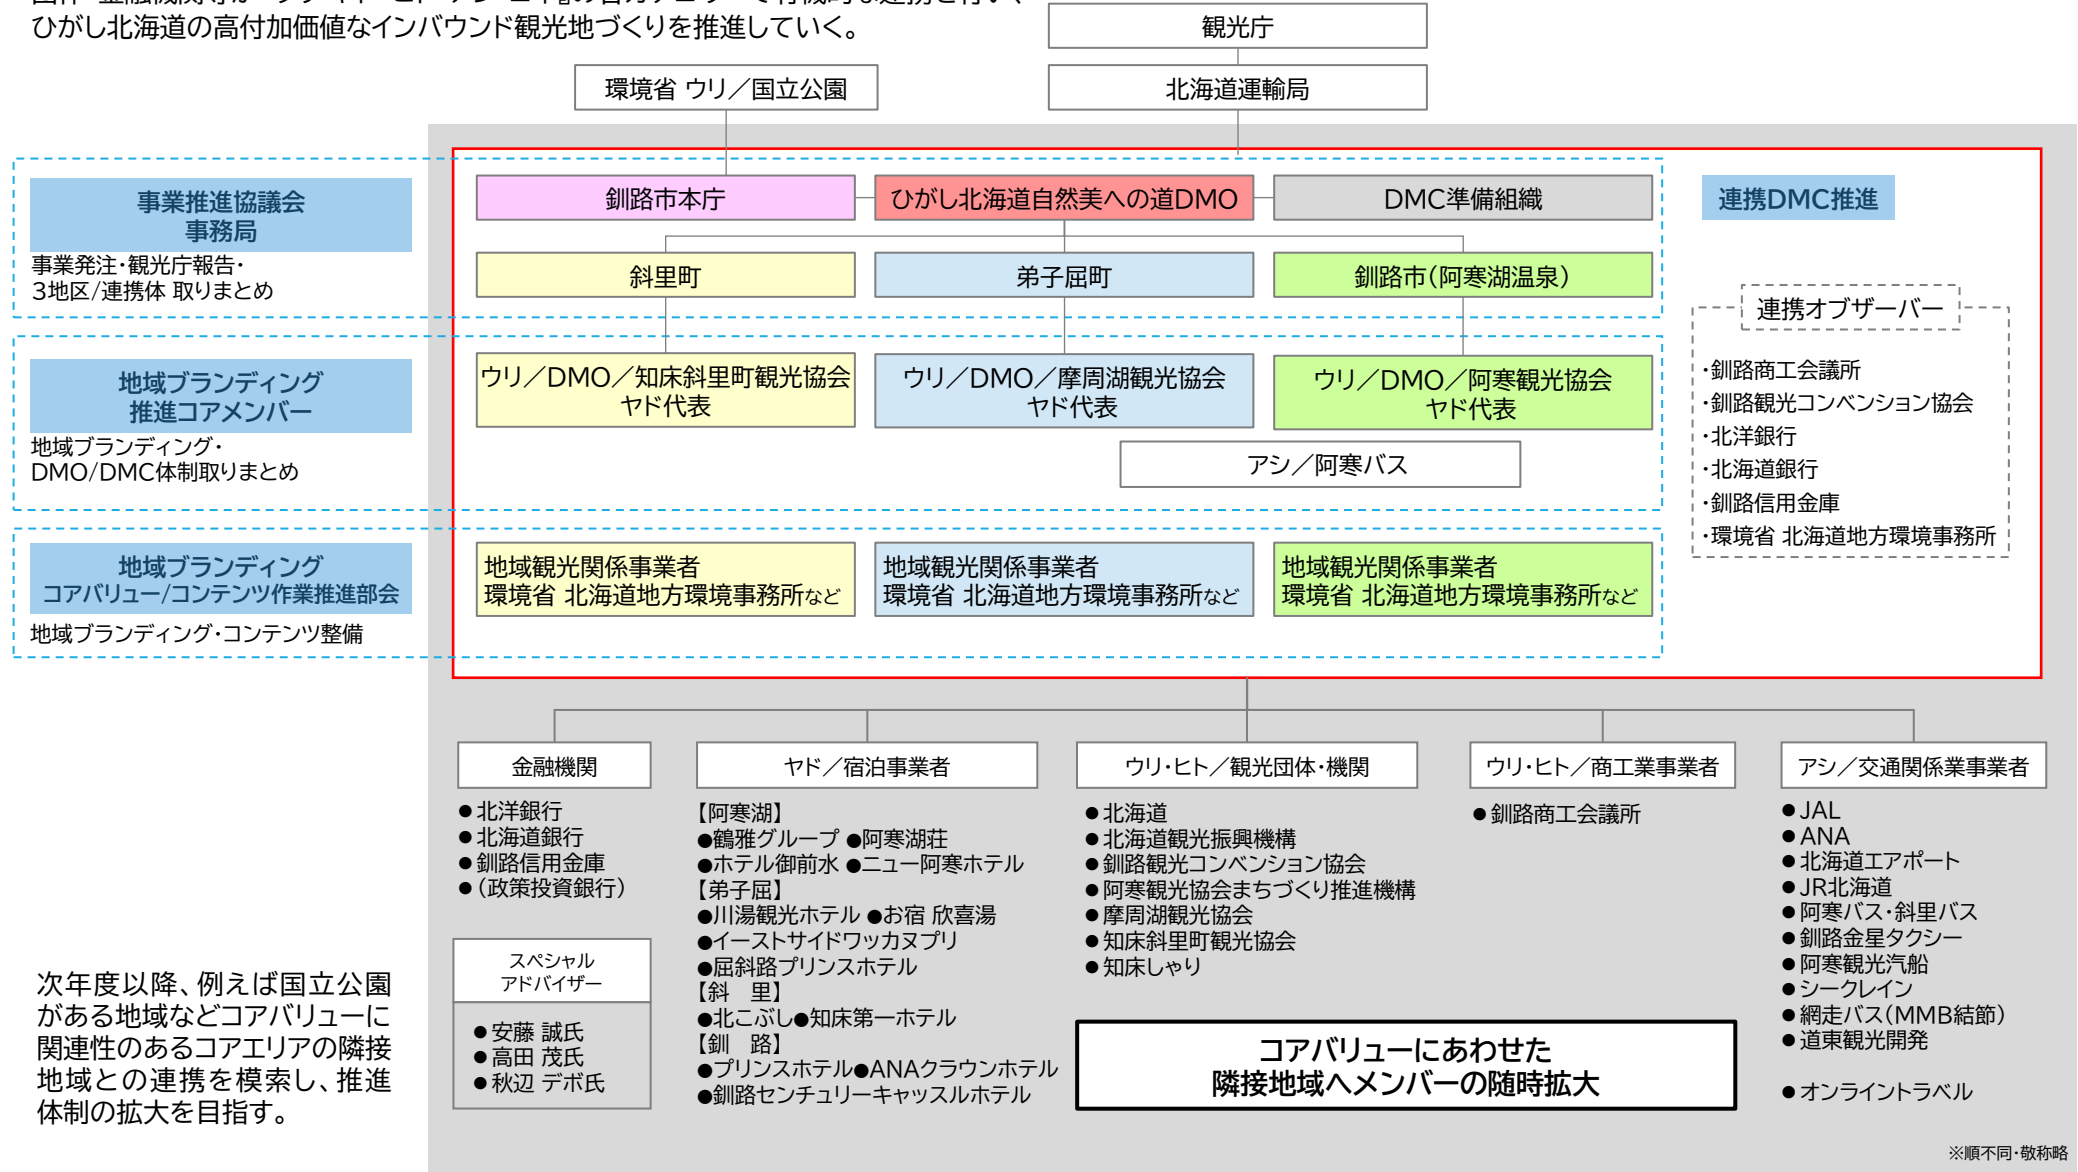 ひがし北海道の高付加価値なインバウンド観光地づくりを推進していく。
観光庁
環境省 ウリ／国立公園
北海道運輸局
事業推進協議会
事務局
事業発注・観光庁報告・
3地区/連携体 取りまとめ
釧路市本庁
ひがし北海道自然美への道DMO
DMC準備組織
連携DMC推進
斜里町
弟子屈町
釧路市（阿寒湖温泉）
地域ブランディング
推進コアメンバー
地域ブランディング・
DMO/DMC体制取りまとめ
ウリ／DMO／知床斜里町観光協会
ヤド代表
ウリ／DMO／摩周湖観光協会
ヤド代表
ウリ／DMO／阿寒観光協会
ヤド代表
アシ／阿寒バス
連携オブザーバー
・釧路商工会議所
・釧路観光コンベンション協会
・北洋銀行
・北海道銀行
・釧路信用金庫
・環境省 北海道地方環境事務所
地域ブランディング
コアバリュー/コンテンツ作業推進部会
地域ブランディング・コンテンツ整備
地域観光関係事業者
環境省 北海道地方環境事務所など
地域観光関係事業者
環境省 北海道地方環境事務所など
地域観光関係事業者
環境省 北海道地方環境事務所など
金融機関
●北洋銀行
●北海道銀行
●釧路信用金庫
●（政策投資銀行）
スペシャル
アドバイザー
●安藤 誠氏
●高田 茂氏
●秋辺 デボ氏
ヤド／宿泊事業者
【阿寒湖】
●鶴雅グループ ●阿寒湖荘
●ホテル御前水 ●ニュー阿寒ホテル
【弟子屈】
●川湯観光ホテル ●お宿 欣喜湯
●イーストサイドワッカヌプリ
●屈斜路プリンスホテル
【斜　里】
●北こぶし●知床第一ホテル
【釧　路】
●プリンスホテル●ANAクラウンホテル
●釧路センチュリーキャッスルホテル
ウリ・ヒト／観光団体・機関
●北海道
●北海道観光振興機構
●釧路観光コンベンション協会
●阿寒観光協会まちづくり推進機構
●摩周湖観光協会
●知床斜里町観光協会
●知床しゃり
ウリ・ヒト／商工業事業者
●釧路商工会議所
アシ／交通関係業事業者
●JAL
●ANA
●北海道エアポート
●JR北海道
●阿寒バス・斜里バス
●釧路金星タクシー
●阿寒観光汽船
●シークレイン
●網走バス（MMB結節）
●道東観光開発
●オンライントラベル
コアバリューにあわせた
隣接地域へメンバーの随時拡大
次年度以降、例えば国立公園
がある地域などコアバリューに
関連性のあるコアエリアの隣接
地域との連携を模索し、推進
体制の拡大を目指す。
※順不同・敬称略